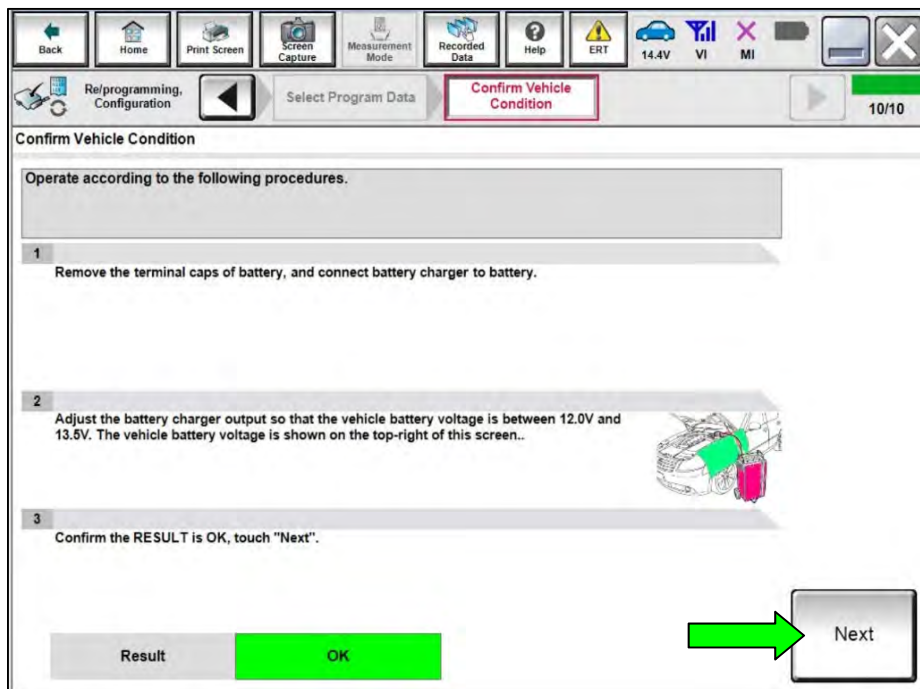 Back
Home
Print Screen
Screen
Capture
Measurement
Mode
Recorded
Data
Help
ERT
14.4V
VI
MI
Re/programming,
Configuration
Select Program Data
Confirm Vehicle
Condition
10/10
Confirm Vehicle Condition
Operate according to the following procedures.
1
Remove the terminal caps of battery, and connect battery charger to battery.
2
Adjust the battery charger output so that the vehicle battery voltage is between 12.0V and
13.5V. The vehicle battery voltage is shown on the top-right of this screen..
3
Confirm the RESULT is OK, touch "Next".
Result
OK
Next